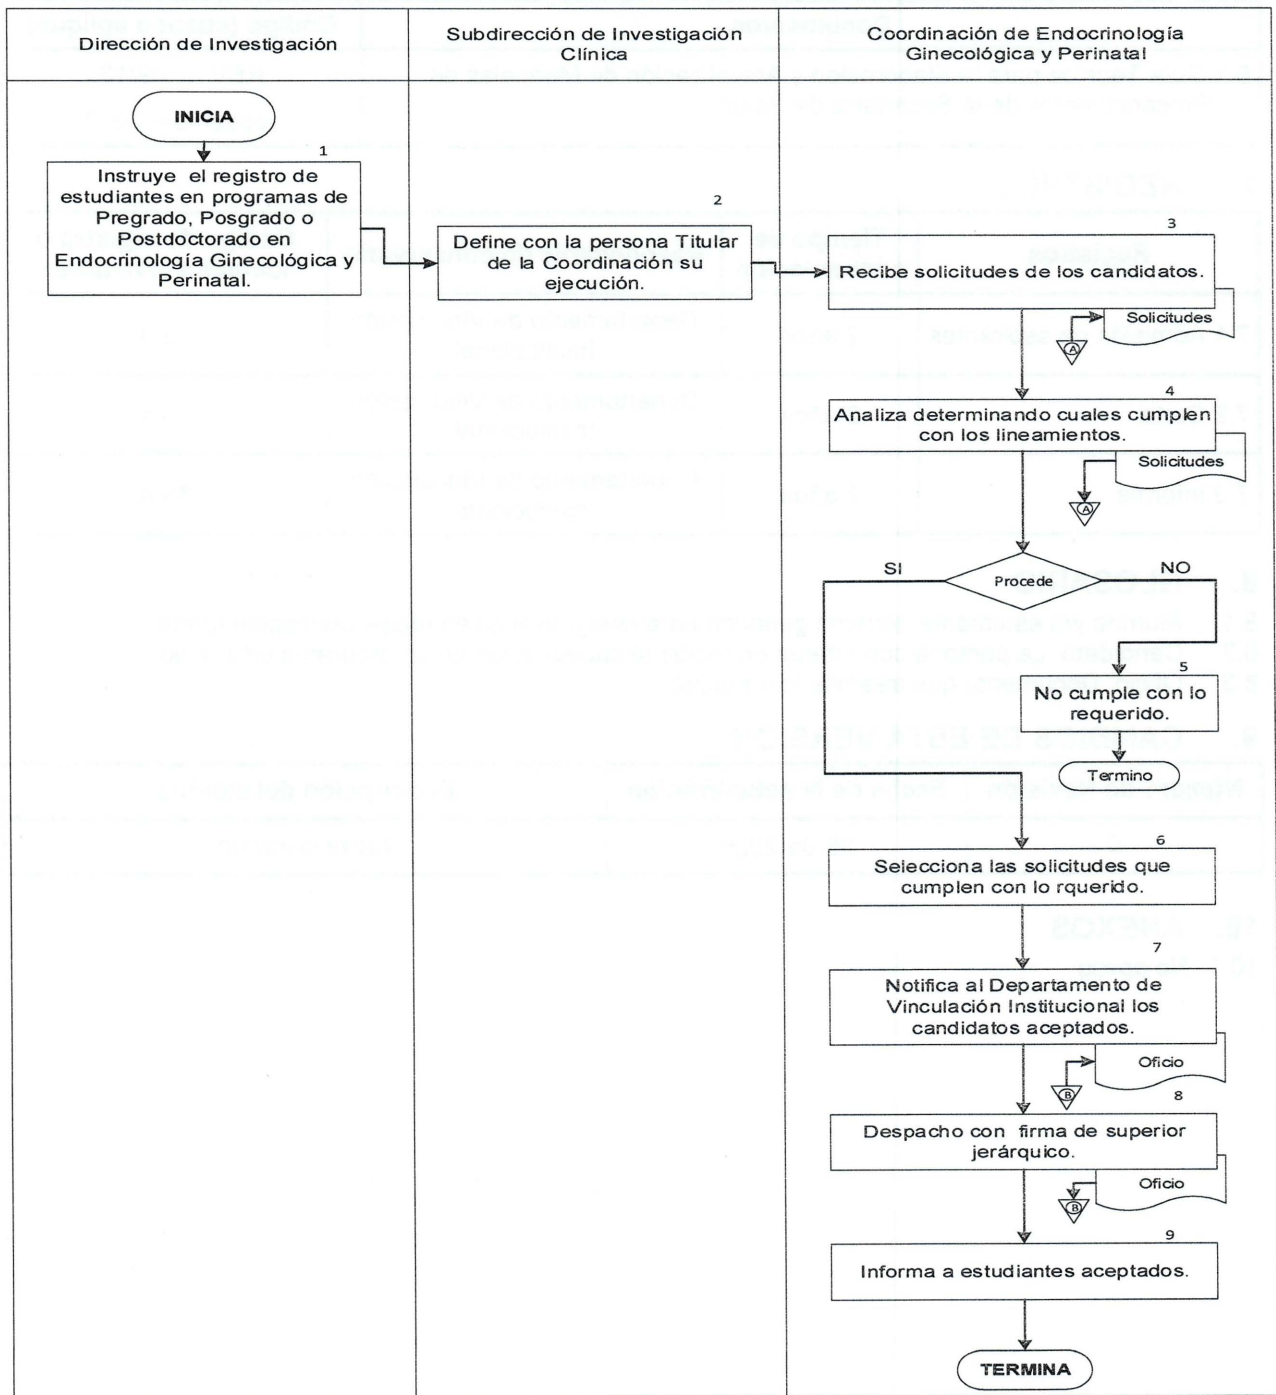 Dirección de Investigación
Subdirección de Investigación
Clínica
Coordinación de Endocrinología
Ginecológica y Perinatal
INICIA
1
Instruye el registro de
estudiantes en programas de
Pregrado, Posgrado o
Postdoctorado en
Endocrinología Ginecológica y
Perinatal.
2
Define con la persona Titular
de la Coordinación su
ejecución.
3
Recibe solicitudes de los candidatos.
Solicitudes
A
4
Analiza determinando cuales cumplen
con los lineamientos.
Solicitudes
A
SI
Procede
NO
5
No cumple con lo
requerido.
Termino
6
Selecciona las solicitudes que
cumplen con lo rquerido.
7
Notifica al Departamento de
Vinculación Institucional los
candidatos aceptados.
Oficio
B
8
Despacho con firma de superior
jerárquico.
Oficio
B
9
Informa a estudiantes aceptados.
TERMINA